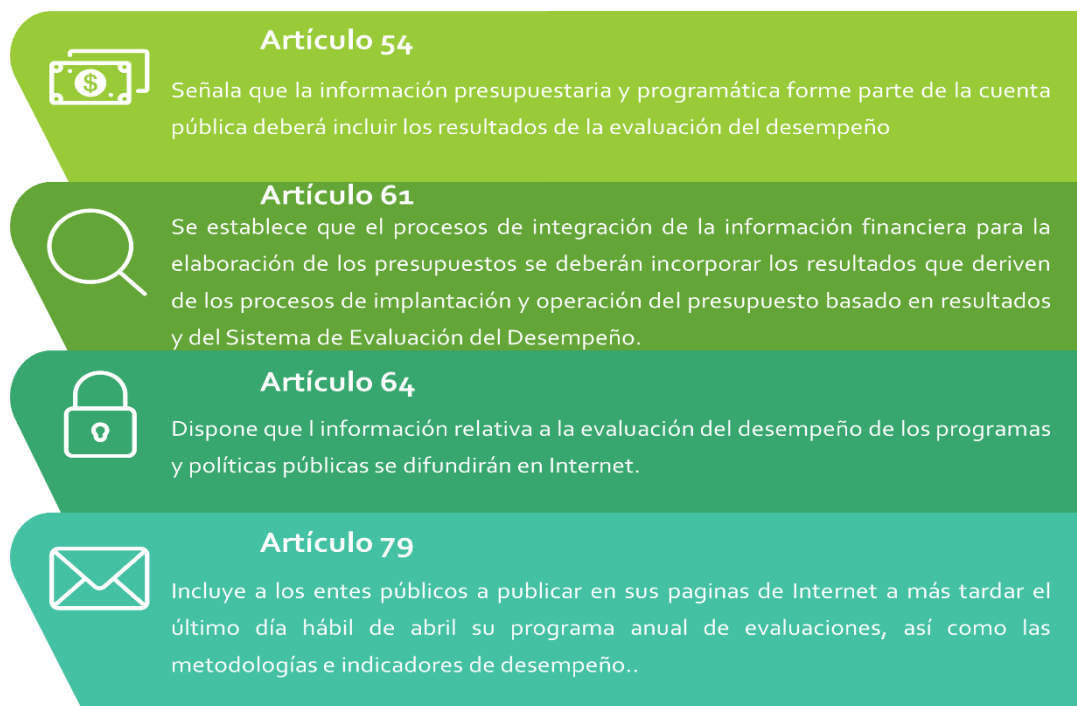 Artículo 54
$
Señala que la información presupuestaria y programática forme parte de la cuenta
pública deberá incluir los resultados de la evaluación del desempeño
Artículo 61
Se establece que el procesos de integración de la información financiera para la
elaboración de los presupuestos se deberán incorporar los resultados que deriven
de los procesos de implantación y operación del presupuesto basado en resultados
y del Sistema de Evaluación del Desempeño.
Artículo 64
Dispone que l información relativa a la evaluación del desempeño de los programas
y políticas públicas se difundirán en Internet.
Artículo 79
Incluye a los entes públicos a publicar en sus paginas de Internet a más tardar el
último día hábil de abril su programa anual de evaluaciones, así como las
metodologías e indicadores de desempeño..